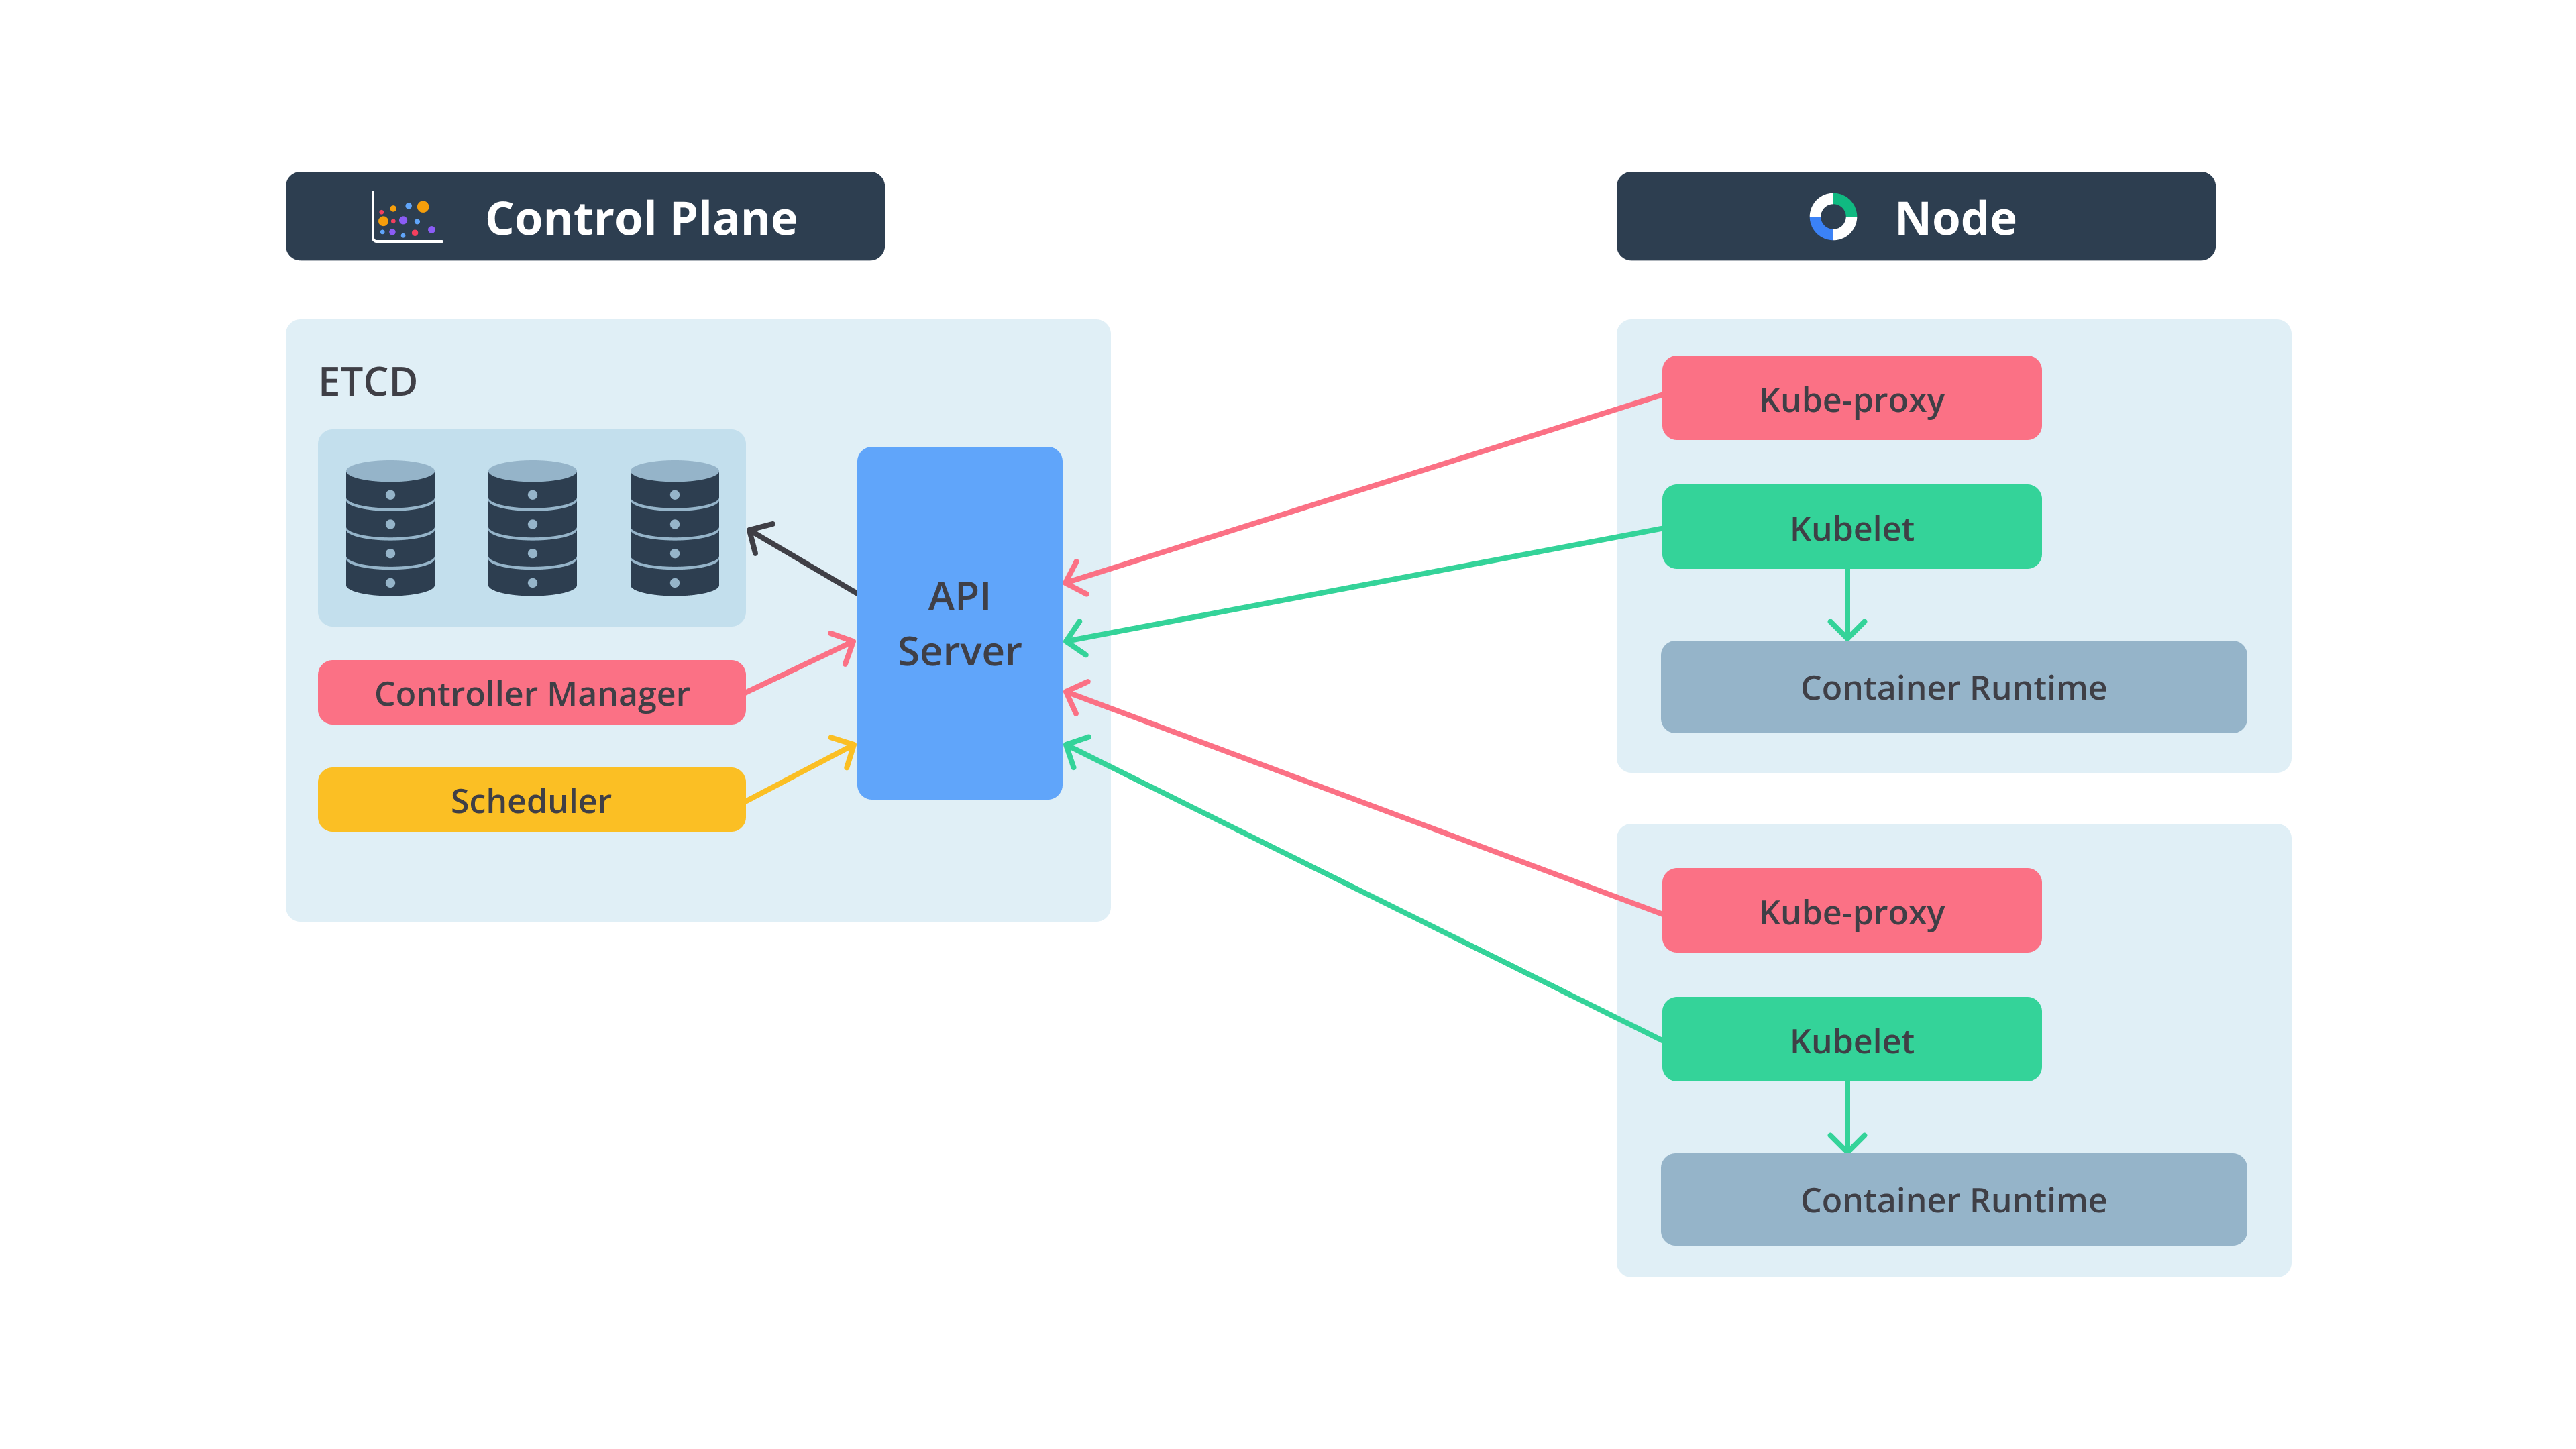 Control Plane
Node
ETCD
API
Server
Controller Manager
Scheduler
Kube-proxy
Kubelet
Container Runtime
Kube-proxy
Kubelet
Container Runtime